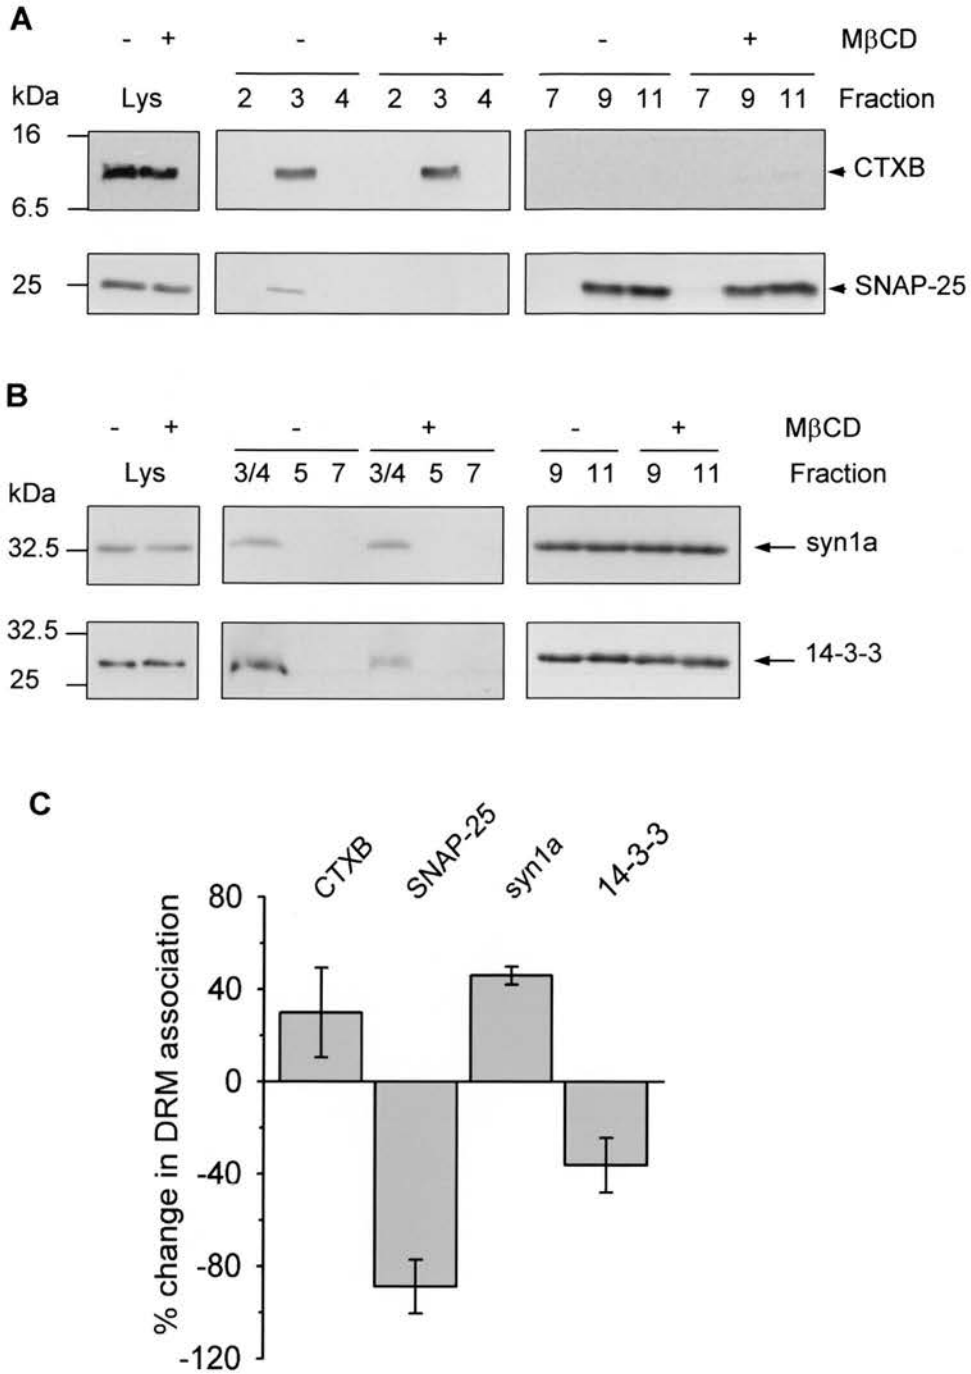 A
- + - + - + MβCD
kDa Lys 2 3 4 2 3 4 7 9 11 7 9 11 Fraction
16
CTXB
6.5
25 SNAP-25
B
- + - + - + MβCD
Lys 3/4 5 7 3/4 5 7 9 11 9 11 Fraction
kDa
32.5 syn1a
32.5
14-3-3
25
C
CTXB SNAP-25 syn1a 14-3-3
% change in DRM association
80
40
0
-40
-80
-120